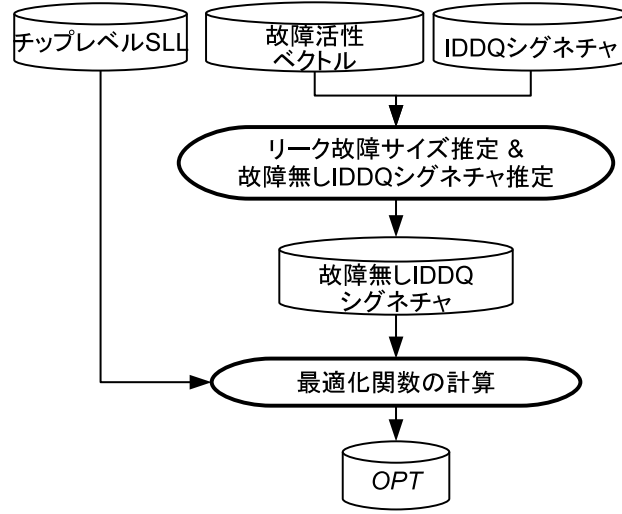 チップレベルSLL
故障活性
ベクトル
IDDQシグネチャ
リーク故障サイズ推定 &
故障無しIDDQシグネチャ推定
故障無しIDDQ
シグネチャ
最適化関数の計算
OPT